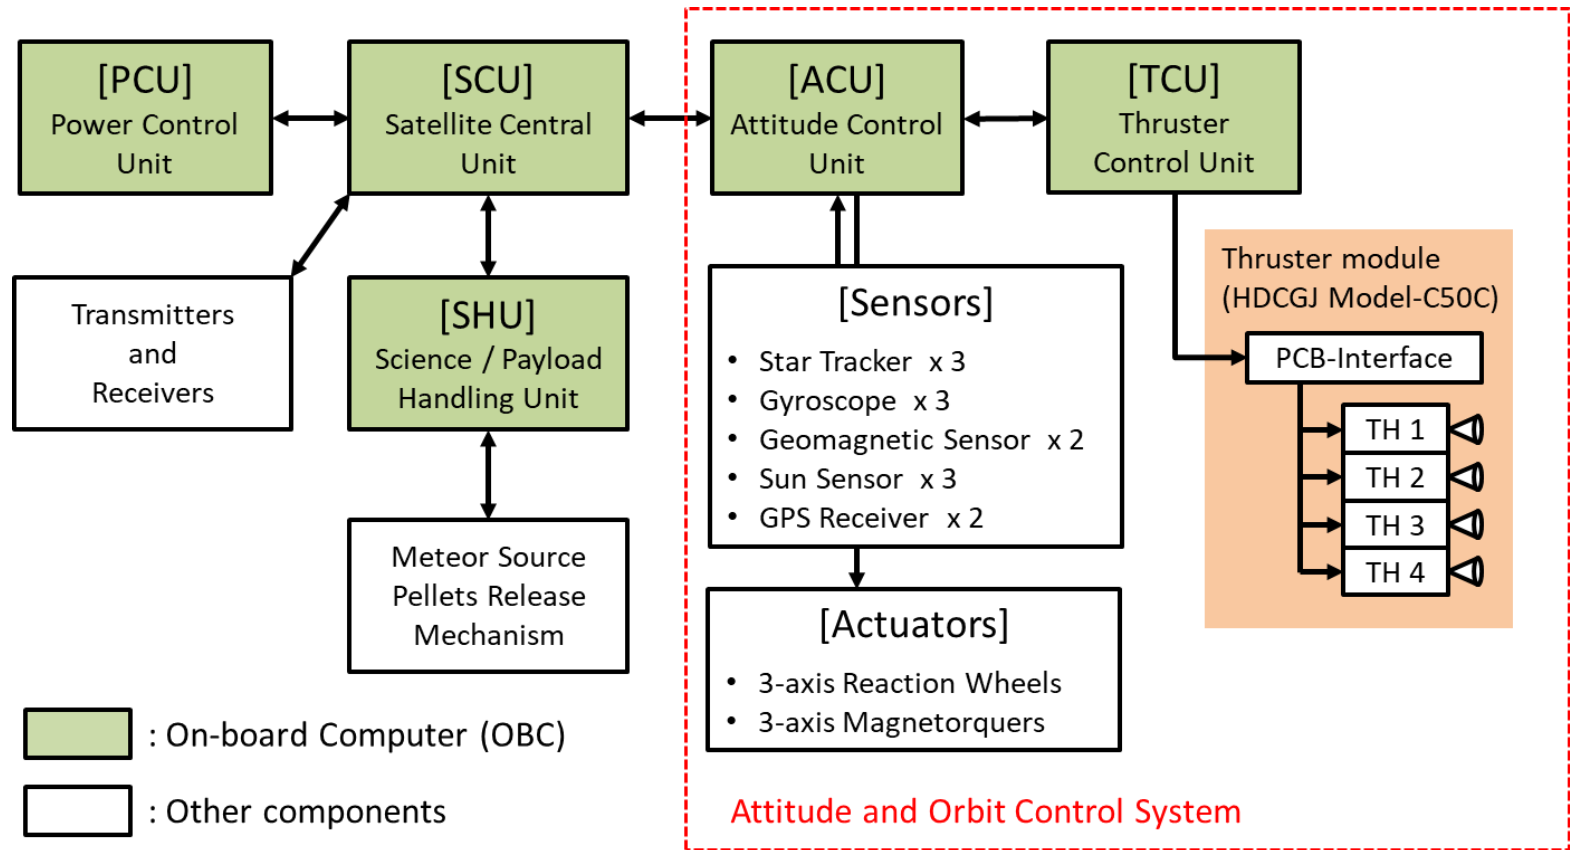 [PCU]
Power Control
Unit
[SCU]
Satellite Central
Unit
[ACU]
Attitude Control
Unit
[TCU]
Thruster
Control Unit
Transmitters
and
Receivers
[SHU]
Science / Payload
Handling Unit
Meteor Source
Pellets Release
Mechanism
[Sensors]
• Star Tracker x 3
• Gyroscope x 3
• Geomagnetic Sensor x 2
• Sun Sensor x 3
• GPS Receiver x 2
[Actuators]
• 3-axis Reaction Wheels
• 3-axis Magnetorquers
Thruster module
(HDCGJ Model-C50C)
PCB-Interface
TH 1
TH 2
TH 3
TH 4
: On-board Computer (OBC)
: Other components
Attitude and Orbit Control System